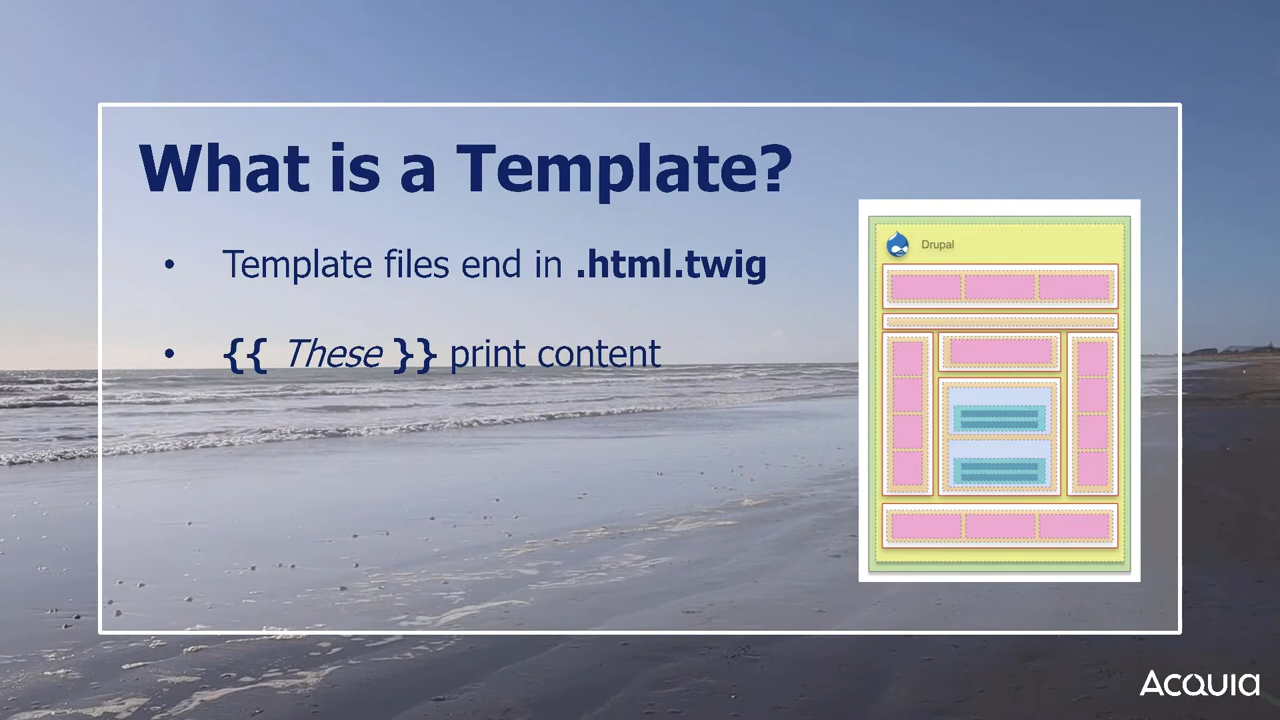 What is a Template?
• Template files end in .html.twig
• {{ These }} print content
Drupal
Acquia